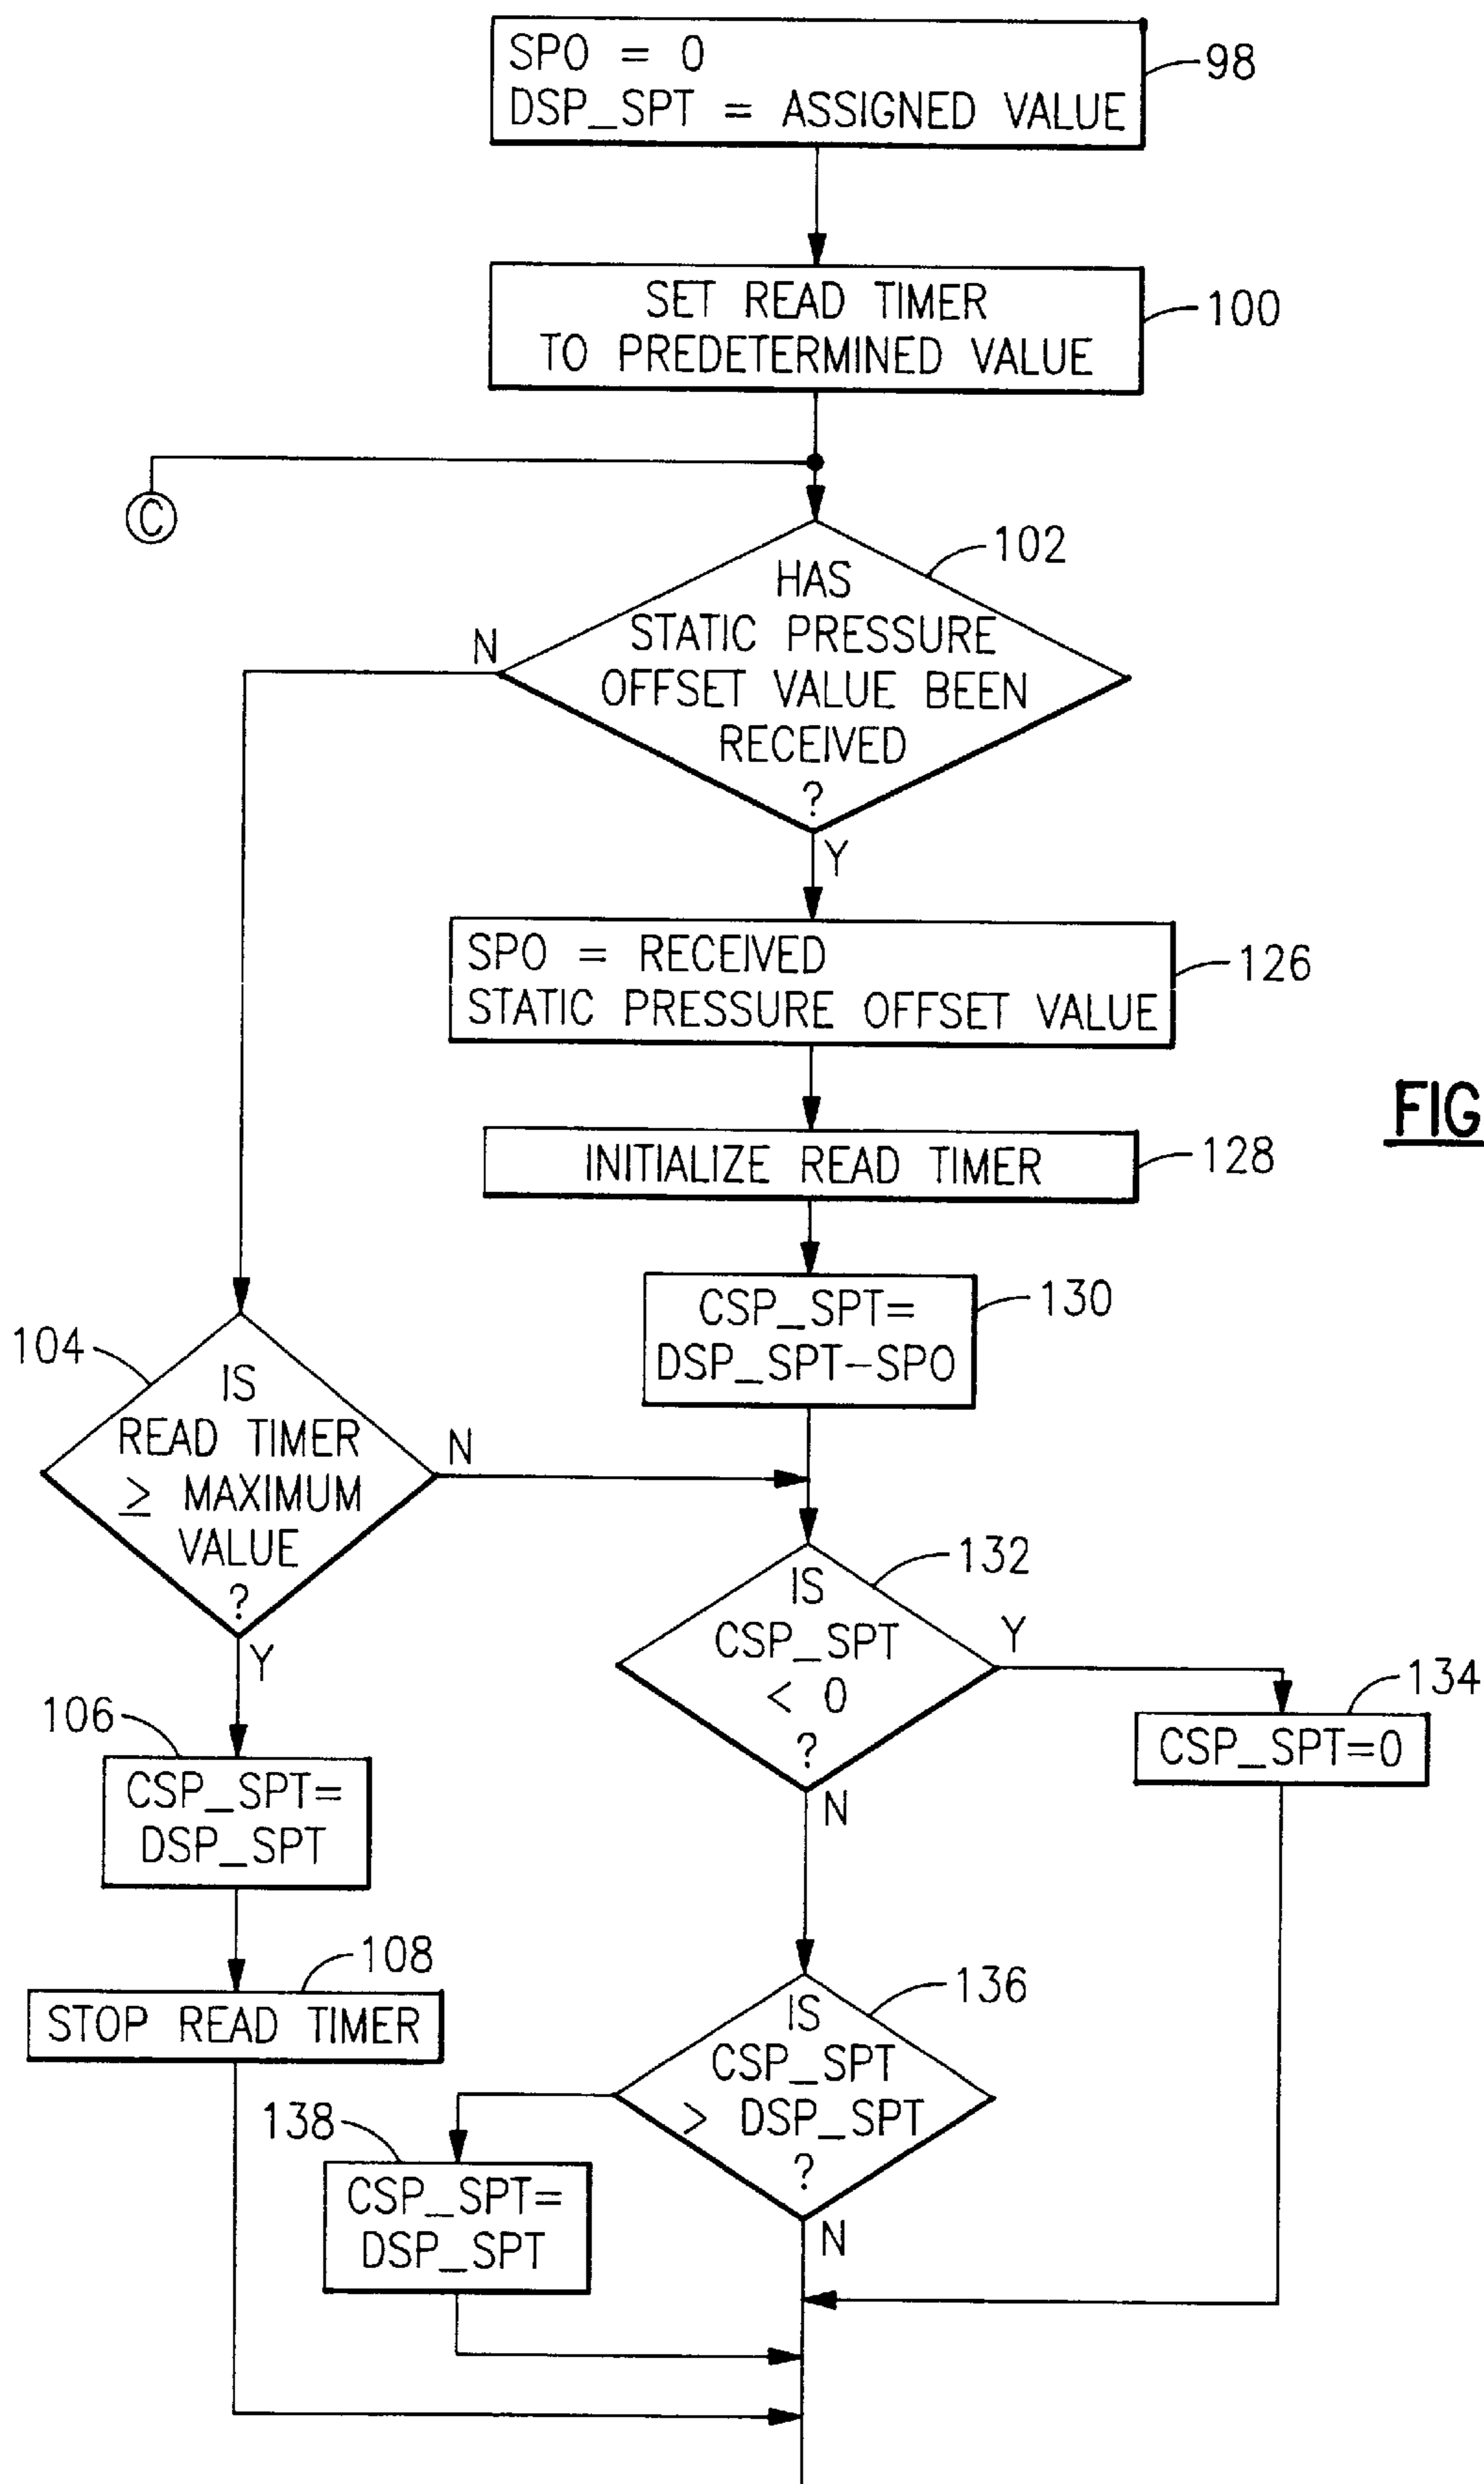 SPO = 0
DSP_SPT = ASSIGNED VALUE
98
SET READ TIMER
TO PREDETERMINED VALUE
100
C
102
HAS
STATIC PRESSURE
OFFSET VALUE BEEN
RECEIVED
?
N
Y
SPO = RECEIVED
STATIC PRESSURE OFFSET VALUE
126
FIG
INITIALIZE READ TIMER
128
CSP_SPT=
DSP_SPT-SPO
130
104
IS
READ TIMER
≥ MAXIMUM
VALUE
?
N
Y
132
IS
CSP_SPT
< 0
?
Y
N
134
CSP_SPT=0
106
CSP_SPT=
DSP_SPT
108
STOP READ TIMER
136
IS
CSP_SPT
> DSP_SPT
?
N
138
CSP_SPT=
DSP_SPT